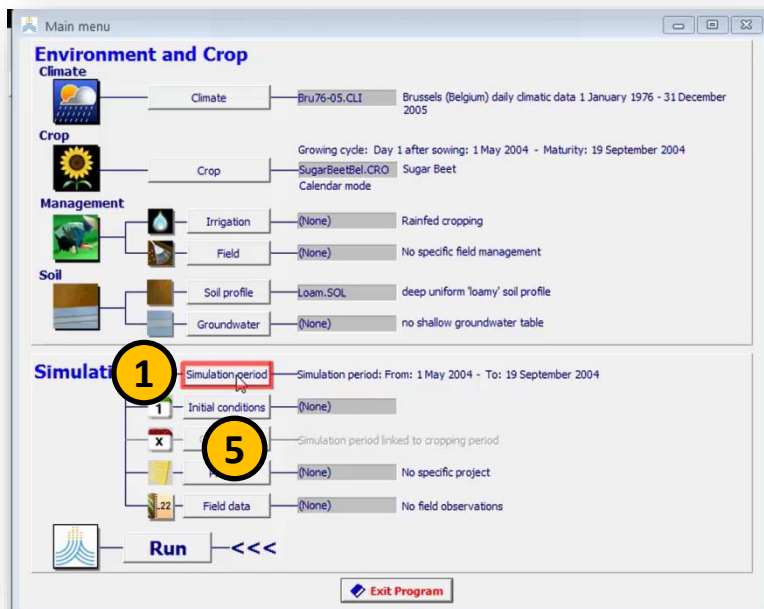 Main menu
Environment and Crop
Climate
Climate
Bru76-05.CLI
Brussels (Belgium) daily climatic data 1 January 1976 - 31 December
2005
Crop
Growing cycle: Day 1 after sowing: 1 May 2004 - Maturity: 19 September 2004
Crop
SugarBeetBel.CRO
Sugar Beet
Calendar mode
Management
Irrigation
(None)
Rainfed cropping
Field
(None)
No specific field management
Soil
Soil profile
Loam.SOL
deep uniform 'loamy' soil profile
Groundwater
(None)
no shallow groundwater table
1
Simulation period
Simulation period: From: 1 May 2004 - To: 19 September 2004
1
Initial conditions
(None)
X
5
Simulation period linked to cropping period
(None)
No specific project
.22
Field data
(None)
No field observations
Run
<<<
Exit Program